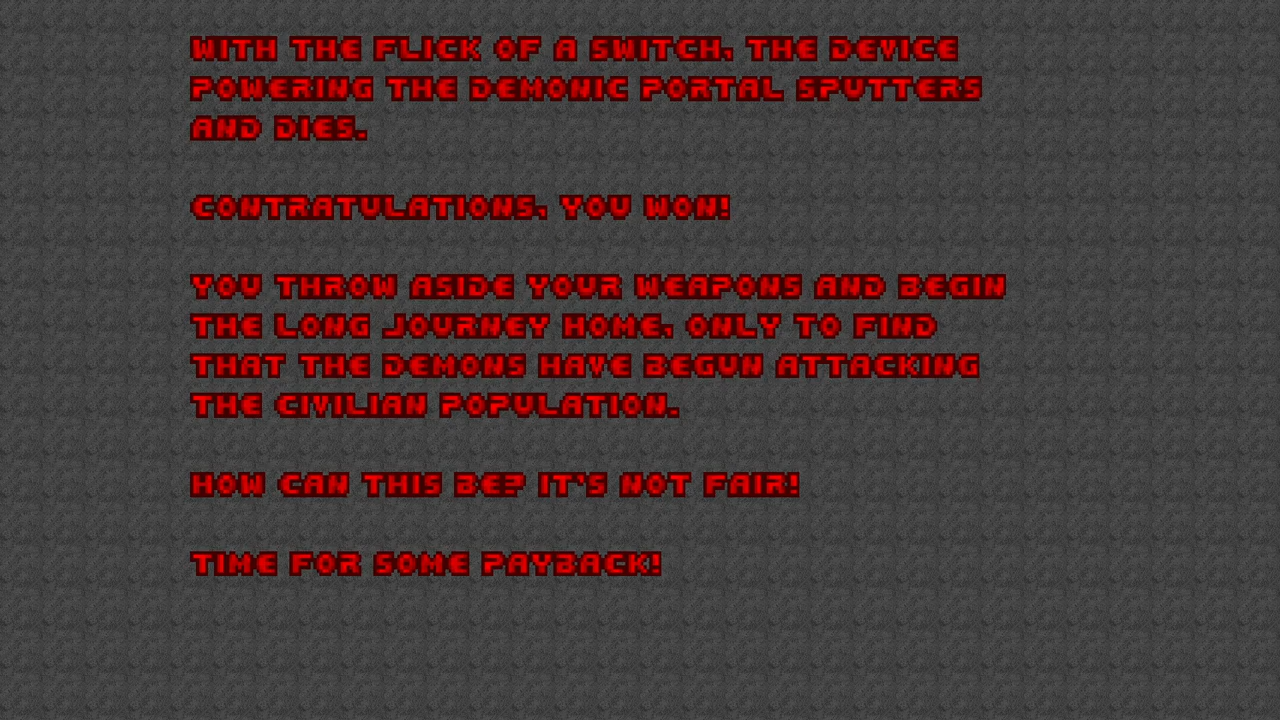 WITH THE FLICK OF A SWITCH, THE DEVICE
POWERING THE DEMONIC PORTAL SPUTTERS
AND DIES.
CONTRATULATIONS, YOU WON!
YOU THROW ASIDE YOUR WEAPONS AND BEGIN
THE LONG JOURNEY HOME, ONLY TO FIND
THAT THE DEMONS HAVE BEGUN ATTACKING
THE CIVILIAN POPULATION.
HOW CAN THIS BE? IT'S NOT FAIR!
TIME FOR SOME PAYBACK!